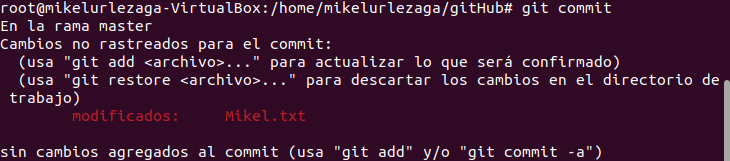 root@mikelurlezaga-VirtualBox:/home/mikelurlezaga/gitHub# git commit
En la rama master
Cambios no rastreados para el commit:
  (usa "git add <archivo>..." para actualizar lo que será confirmado)
  (usa "git restore <archivo>..." para descartar los cambios en el directorio de
 trabajo)
        modificados:     Mikel.txt

sin cambios agregados al commit (usa "git add" y/o "git commit -a")